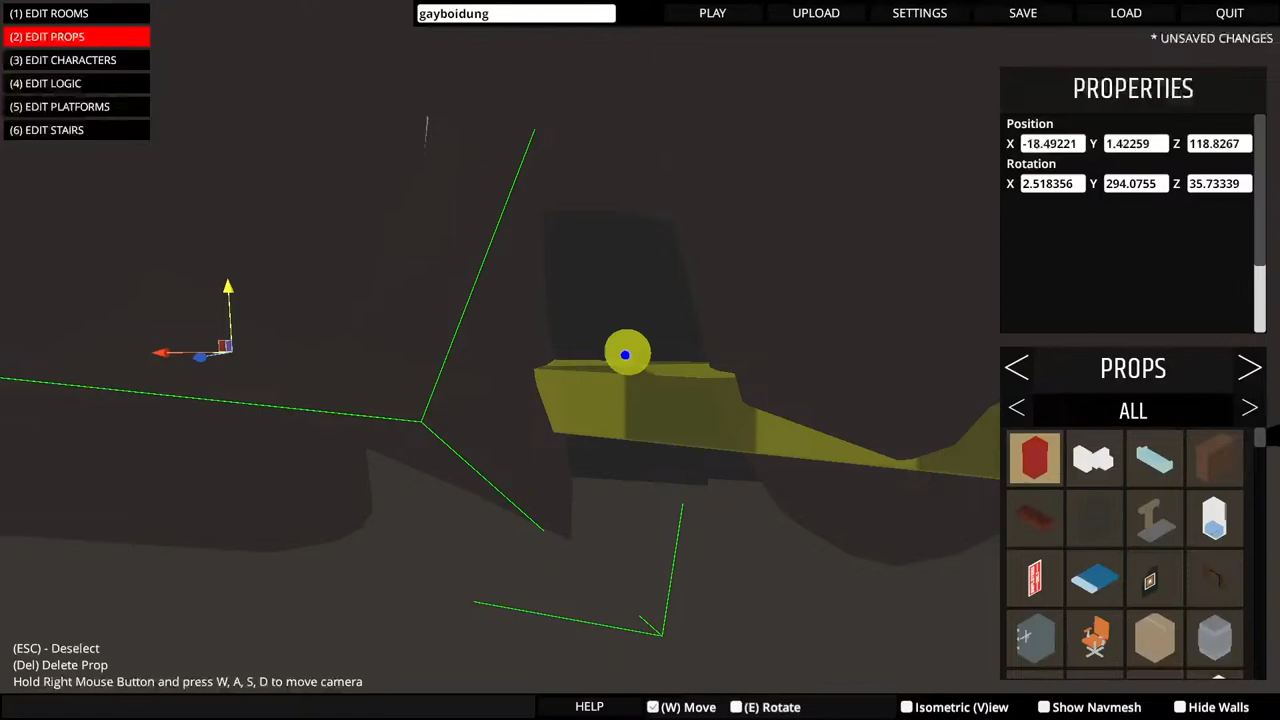 (1) EDIT ROOMS
(2) EDIT PROPS
(3) EDIT CHARACTERS
(4) EDIT LOGIC
(5) EDIT PLATFORMS
(6) EDIT STAIRS
gayboidung
PLAY
UPLOAD
SETTINGS
SAVE
LOAD
QUIT
* UNSAVED CHANGES
PROPERTIES
Position
X -18.49221 Y 1.42259 Z 118.8267
Rotation
X 2.518356 Y 294.0755 Z 35.73339
PROPS
ALL
(ESC) - Deselect
(Del) Delete Prop
Hold Right Mouse Button and press W, A, S, D to move camera
HELP
(W) Move
(E) Rotate
Isometric (V)iew
Show Navmesh
Hide Walls